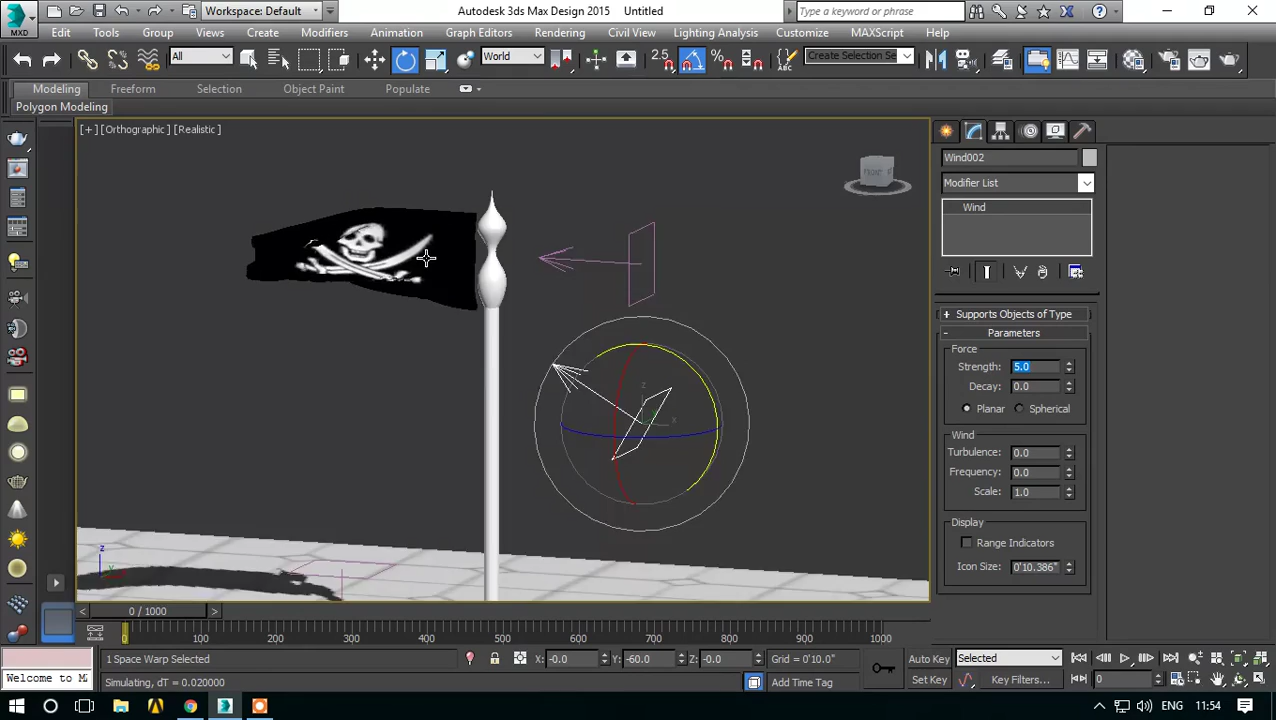 MXD
Workspace: Default
Autodesk 3ds Max Design 2015 Untitled
Type a keyword or phrase
Edit Tools Group Views Create Modifiers Animation Graph Editors Rendering Civil View Lighting Analysis Customize MAXScript Help
All
World
2.5
Create Selection Se
Modeling Freeform Selection Object Paint Populate
Polygon Modeling
[+] [Orthographic] [Realistic]
Wind002
Modifier List
Wind
+ Supports Objects of Type
- Parameters
Force
Strength: 5.0
Decay: 0.0
Planar Spherical
Wind
Turbulence: 0.0
Frequency: 0.0
Scale: 1.0
Display
Range Indicators
Icon Size: 0'10.386"
z
x
z
0 / 1000
0 100 200 300 400 500 600 700 800 900 1000
1 Space Warp Selected
X: -0.0 Y: -60.0 Z: -0.0 Grid = 0'10.0"
Auto Key Selected
Welcome to M
Simulating, dT = 0.020000
Add Time Tag
Set Key Key Filters... 0
ENG 11:54